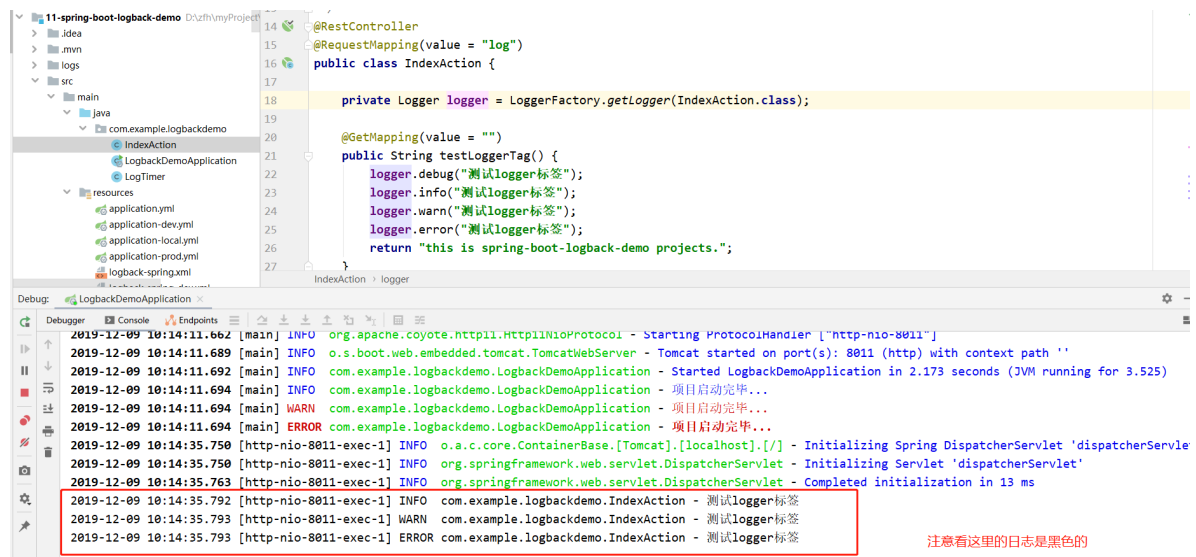 11-spring-boot-logback-demo D:\zfh\myProject
.idea
.mvn
logs
src
main
java
com.example.logbackdemo
IndexAction
LogbackDemoApplication
LogTimer
resources
application.yml
application-dev.yml
application-local.yml
application-prod.yml
logback-spring.xml
14 @RestController
15 @RequestMapping(value = "log")
16 public class IndexAction {
17
18 private Logger logger = LoggerFactory.getLogger(IndexAction.class);
19
20 @GetMapping(value = "")
21 public String testLoggerTag() {
22 logger.debug("测试logger标签");
23 logger.info("测试logger标签");
24 logger.warn("测试logger标签");
25 logger.error("测试logger标签");
26 return "this is spring-boot-logback-demo projects.";
27 }
IndexAction › logger
Debug: LogbackDemoApplication ×
Debugger Console Endpoints
2019-12-09 10:14:11.662 [main] INFO org.apache.coyote.http11.Http11NioProtocol - Starting ProtocolHandler ["http-nio-8011"]
2019-12-09 10:14:11.689 [main] INFO o.s.boot.web.embedded.tomcat.TomcatWebServer - Tomcat started on port(s): 8011 (http) with context path ''
2019-12-09 10:14:11.692 [main] INFO com.example.logbackdemo.LogbackDemoApplication - Started LogbackDemoApplication in 2.173 seconds (JVM running for 3.525)
2019-12-09 10:14:11.694 [main] INFO com.example.logbackdemo.LogbackDemoApplication - 项目启动完毕...
2019-12-09 10:14:11.694 [main] WARN com.example.logbackdemo.LogbackDemoApplication - 项目启动完毕...
2019-12-09 10:14:11.694 [main] ERROR com.example.logbackdemo.LogbackDemoApplication - 项目启动完毕...
2019-12-09 10:14:35.750 [http-nio-8011-exec-1] INFO o.a.c.core.ContainerBase.[Tomcat].[localhost].[/] - Initializing Spring DispatcherServlet 'dispatcherServlet
2019-12-09 10:14:35.750 [http-nio-8011-exec-1] INFO org.springframework.web.servlet.DispatcherServlet - Initializing Servlet 'dispatcherServlet'
2019-12-09 10:14:35.763 [http-nio-8011-exec-1] INFO org.springframework.web.servlet.DispatcherServlet - Completed initialization in 13 ms
2019-12-09 10:14:35.792 [http-nio-8011-exec-1] INFO com.example.logbackdemo.IndexAction - 测试logger标签
2019-12-09 10:14:35.793 [http-nio-8011-exec-1] WARN com.example.logbackdemo.IndexAction - 测试logger标签
2019-12-09 10:14:35.793 [http-nio-8011-exec-1] ERROR com.example.logbackdemo.IndexAction - 测试logger标签
注意看这里的日志是黑色的